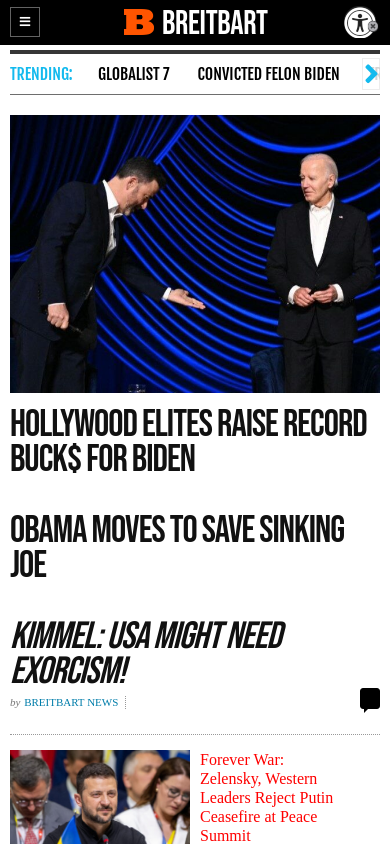 BREITBART
TRENDING: GLOBALIST 7 CONVICTED FELON BIDEN
HOLLYWOOD ELITES RAISE RECORD
BUCK$ FOR BIDEN
OBAMA MOVES TO SAVE SINKING
JOE
KIMMEL: USA MIGHT NEED
EXORCISM!
by BREITBART NEWS
Forever War:
Zelensky, Western
Leaders Reject Putin
Ceasefire at Peace
Summit